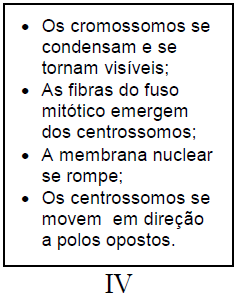 • Os cromossomos se
condensam e se
tornam visíveis;
• As fibras do fuso
mitótico emergem
dos centrossomos;
• A membrana nuclear
se rompe;
• Os centrossomos se
movem em direção
a polos opostos.
IV